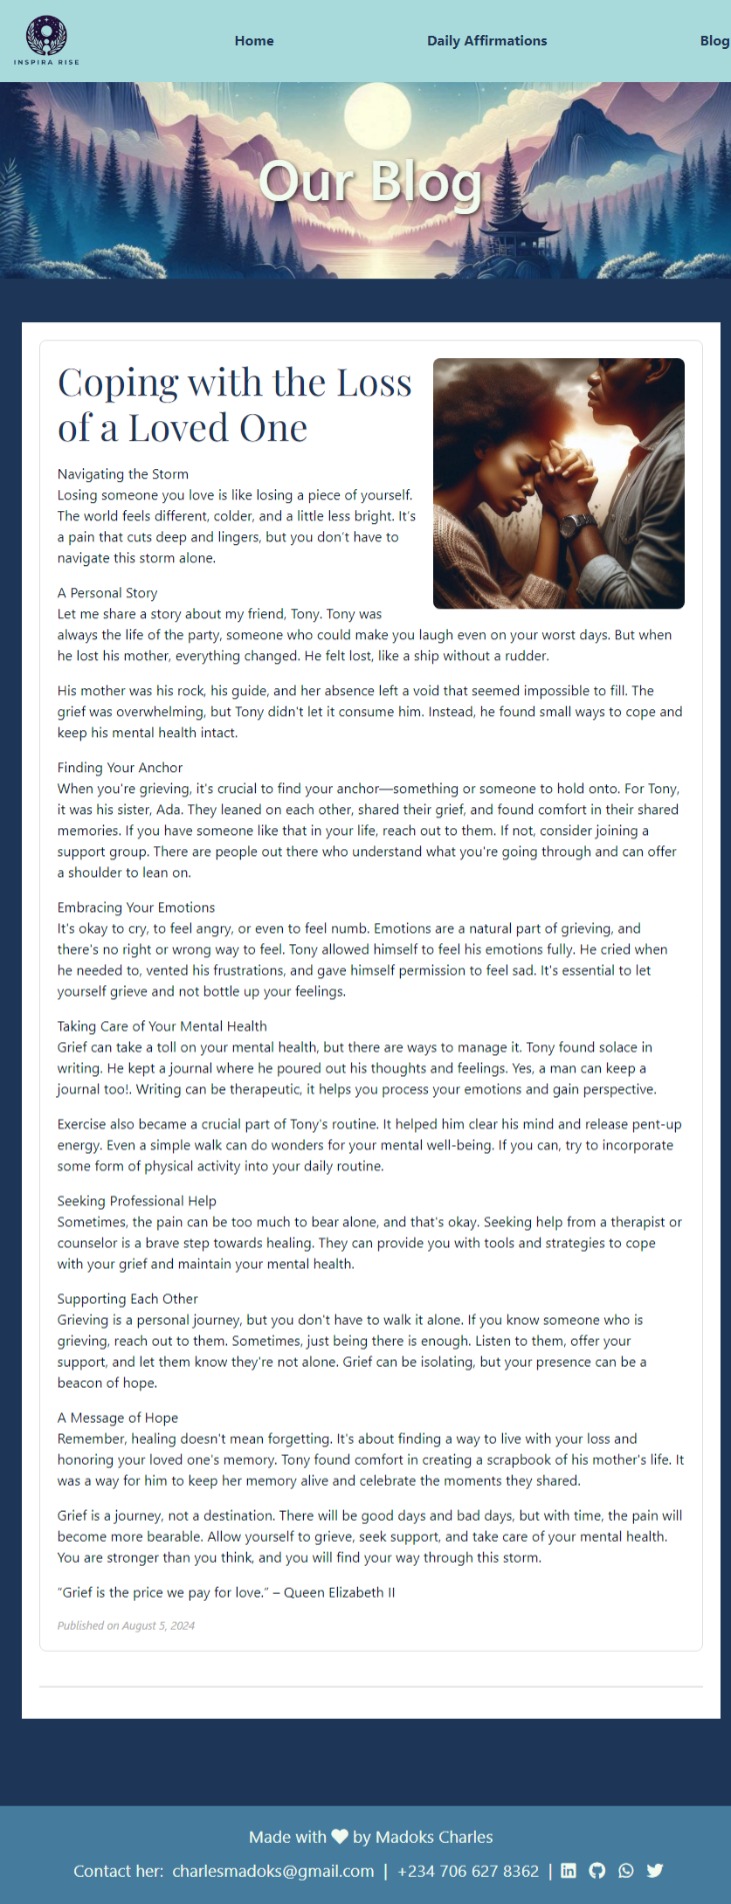 INSPIRA RISE
Home
Daily Affirmations
Blog
Our Blog
Coping with the Loss
of a Loved One
Navigating the Storm
Losing someone you love is like losing a piece of yourself.
The world feels different, colder, and a little less bright. It's
a pain that cuts deep and lingers, but you don't have to
navigate this storm alone.
A Personal Story
Let me share a story about my friend, Tony. Tony was
always the life of the party, someone who could make you laugh even on your worst days. But when
he lost his mother, everything changed. He felt lost, like a ship without a rudder.
His mother was his rock, his guide, and her absence left a void that seemed impossible to fill. The
grief was overwhelming, but Tony didn't let it consume him. Instead, he found small ways to cope and
keep his mental health intact.
Finding Your Anchor
When you're grieving, it's crucial to find your anchor—something or someone to hold onto. For Tony,
it was his sister, Ada. They leaned on each other, shared their grief, and found comfort in their shared
memories. If you have someone like that in your life, reach out to them. If not, consider joining a
support group. There are people out there who understand what you're going through and can offer
a shoulder to lean on.
Embracing Your Emotions
It's okay to cry, to feel angry, or even to feel numb. Emotions are a natural part of grieving, and
there's no right or wrong way to feel. Tony allowed himself to feel his emotions fully. He cried when
he needed to, vented his frustrations, and gave himself permission to feel sad. It's essential to let
yourself grieve and not bottle up your feelings.
Taking Care of Your Mental Health
Grief can take a toll on your mental health, but there are ways to manage it. Tony found solace in
writing. He kept a journal where he poured out his thoughts and feelings. Yes, a man can keep a
journal too!. Writing can be therapeutic, it helps you process your emotions and gain perspective.
Exercise also became a crucial part of Tony's routine. It helped him clear his mind and release pent-up
energy. Even a simple walk can do wonders for your mental well-being. If you can, try to incorporate
some form of physical activity into your daily routine.
Seeking Professional Help
Sometimes, the pain can be too much to bear alone, and that's okay. Seeking help from a therapist or
counselor is a brave step towards healing. They can provide you with tools and strategies to cope
with your grief and maintain your mental health.
Supporting Each Other
Grieving is a personal journey, but you don't have to walk it alone. If you know someone who is
grieving, reach out to them. Sometimes, just being there is enough. Listen to them, offer your
support, and let them know they're not alone. Grief can be isolating, but your presence can be a
beacon of hope.
A Message of Hope
Remember, healing doesn't mean forgetting. It's about finding a way to live with your loss and
honoring your loved one's memory. Tony found comfort in creating a scrapbook of his mother's life. It
was a way for him to keep her memory alive and celebrate the moments they shared.
Grief is a journey, not a destination. There will be good days and bad days, but with time, the pain will
become more bearable. Allow yourself to grieve, seek support, and take care of your mental health.
You are stronger than you think, and you will find your way through this storm.
"Grief is the price we pay for love." – Queen Elizabeth II
Published on August 5, 2024
Made with ♥ by Madoks Charles
Contact her: charlesmadoks@gmail.com | +234 706 627 8362 |